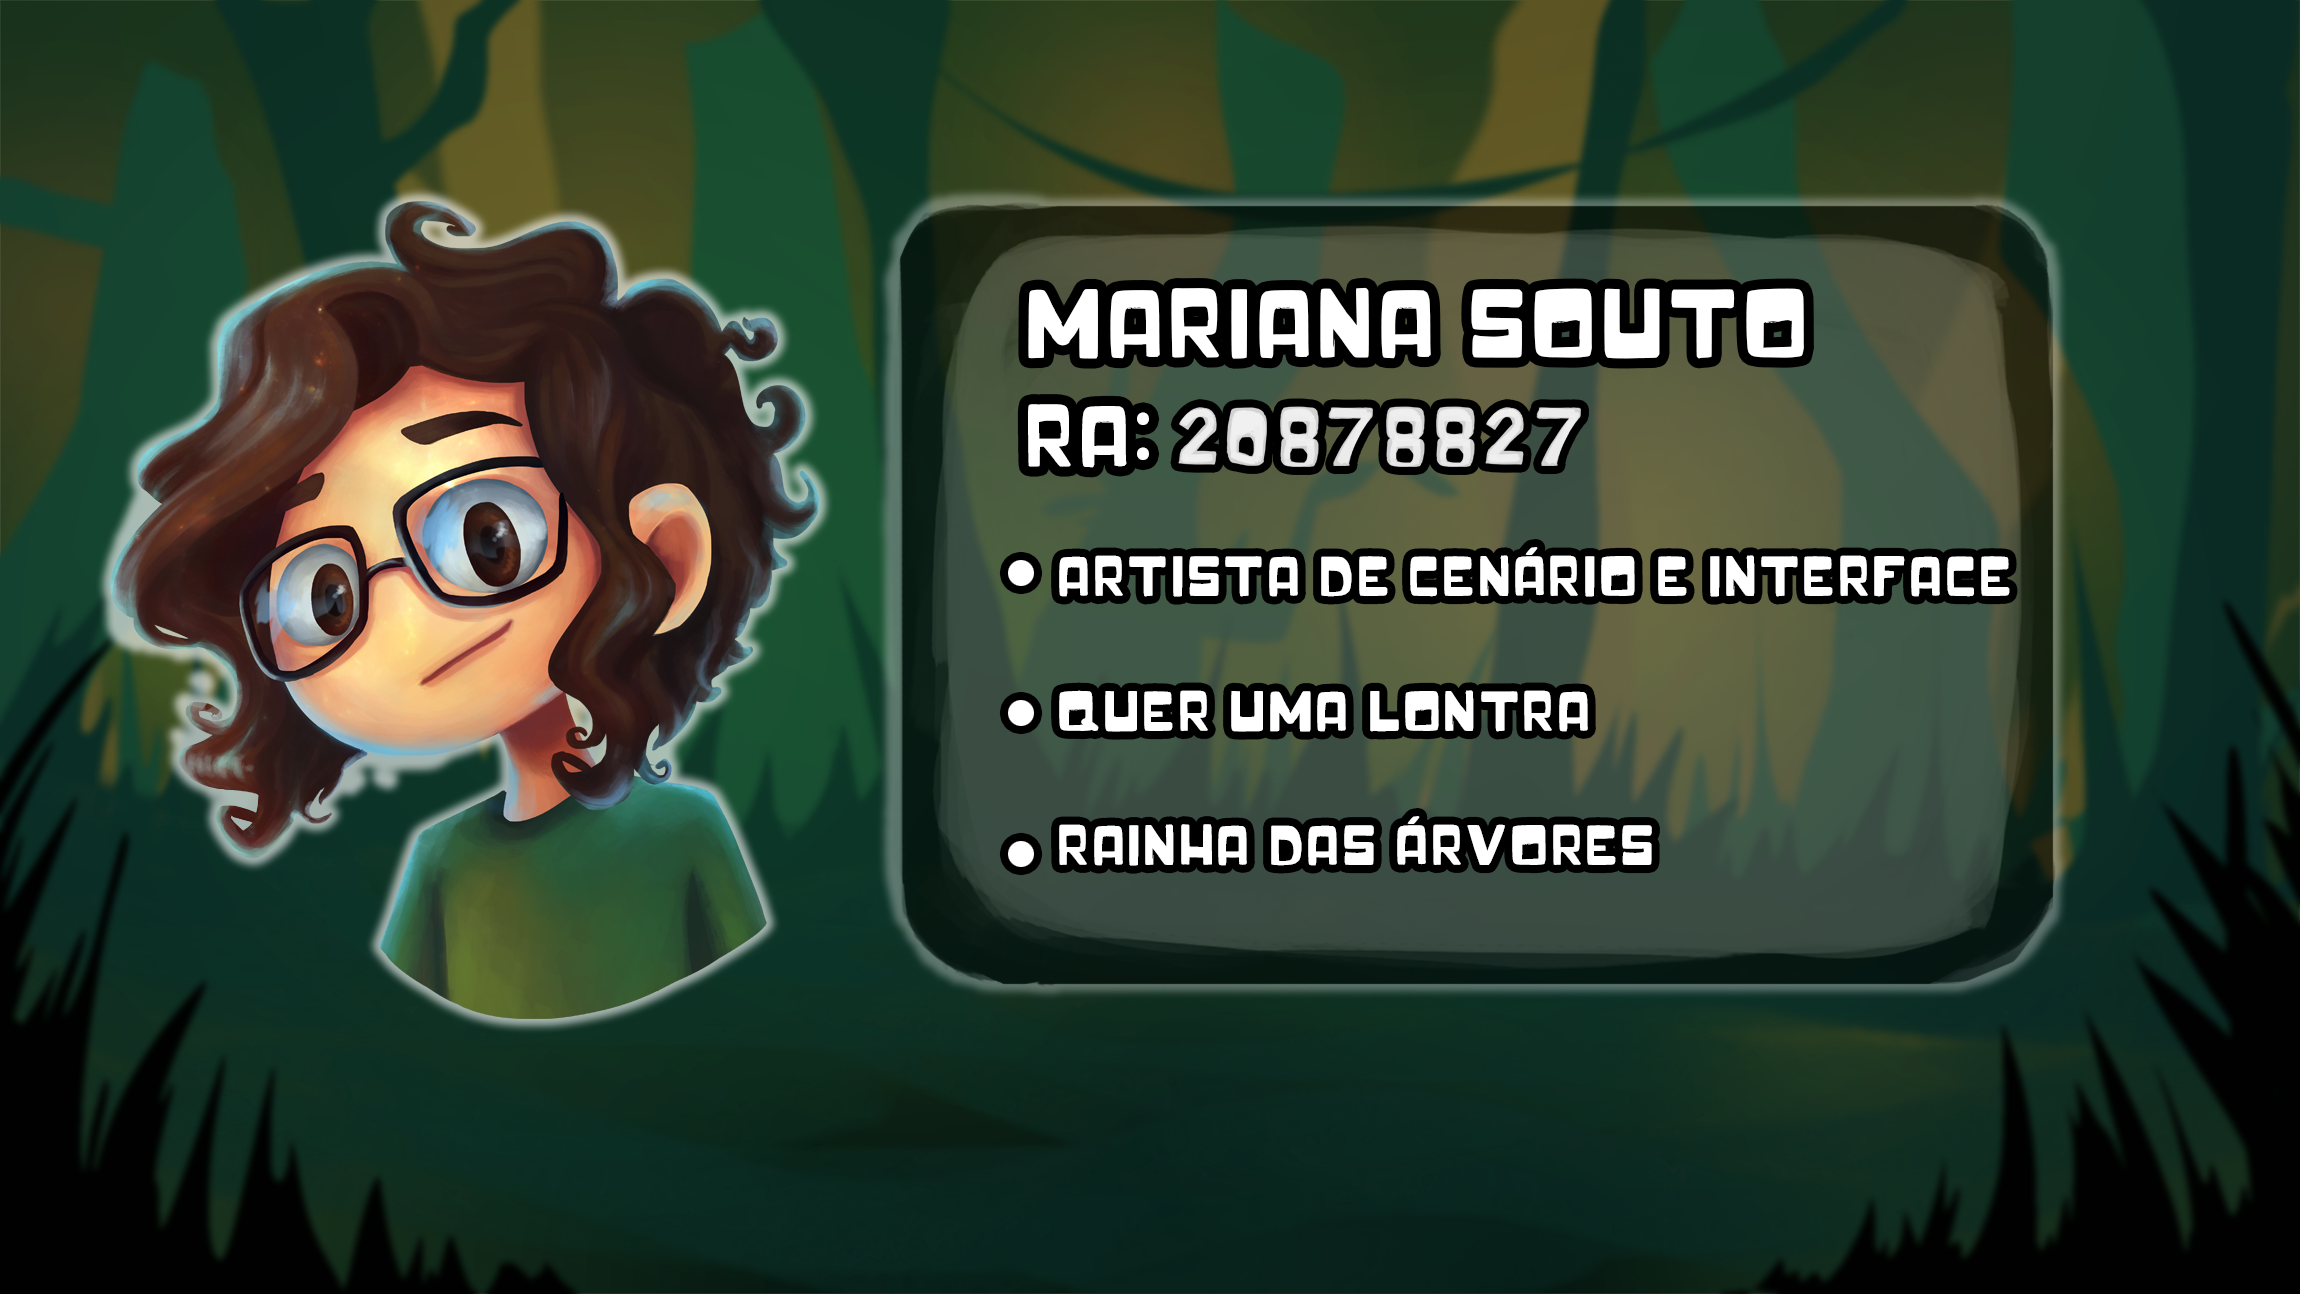 MARIANA SOUTO
RA: 20878827
• ARTISTA DE CENÁRIO E INTERFACE
• QUER UMA LONTRA
• RAINHA DAS ÁRVORES